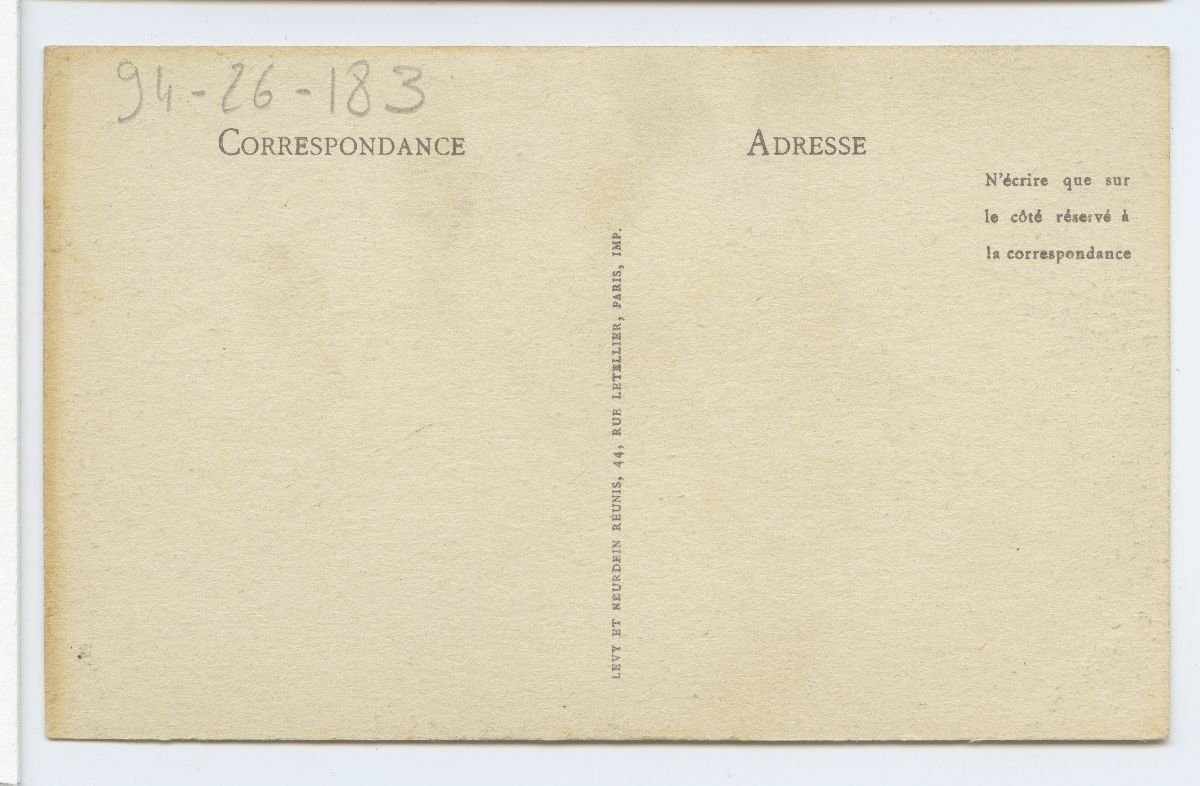 94-26-183
CORRESPONDANCE
ADRESSE
N'écrire que sur
le côté réservé à
la correspondance
LEVY ET NEURDEIN RÉUNIS, 44, RUE LETELLIER, PARIS, IMP.